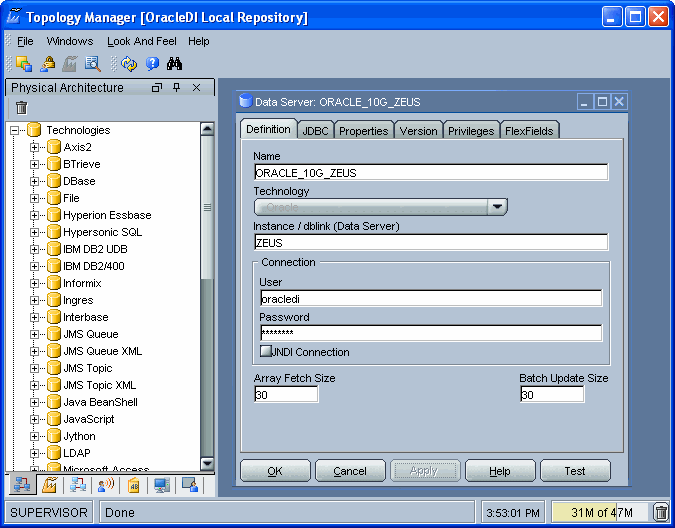 Topology Manager [OracleDI Local Repository]
File Windows Look And Feel Help
Physical Architecture
Technologies
Axis2
BTrieve
DBase
File
Hyperion Essbase
Hypersonic SQL
IBM DB2 UDB
IBM DB2/400
Informix
Ingres
Interbase
JMS Queue
JMS Queue XML
JMS Topic
JMS Topic XML
Java BeanShell
JavaScript
Jython
LDAP
Microsoft Access
Data Server: ORACLE_10G_ZEUS
Definition JDBC Properties Version Privileges FlexFields
Name
ORACLE_10G_ZEUS
Technology
Oracle
Instance / dblink (Data Server)
ZEUS
Connection
User
oracledi
Password
********
JNDI Connection
Array Fetch Size Batch Update Size
30 30
OK Cancel Apply Help Test
SUPERVISOR Done 3:53:01 PM 31M of 47M